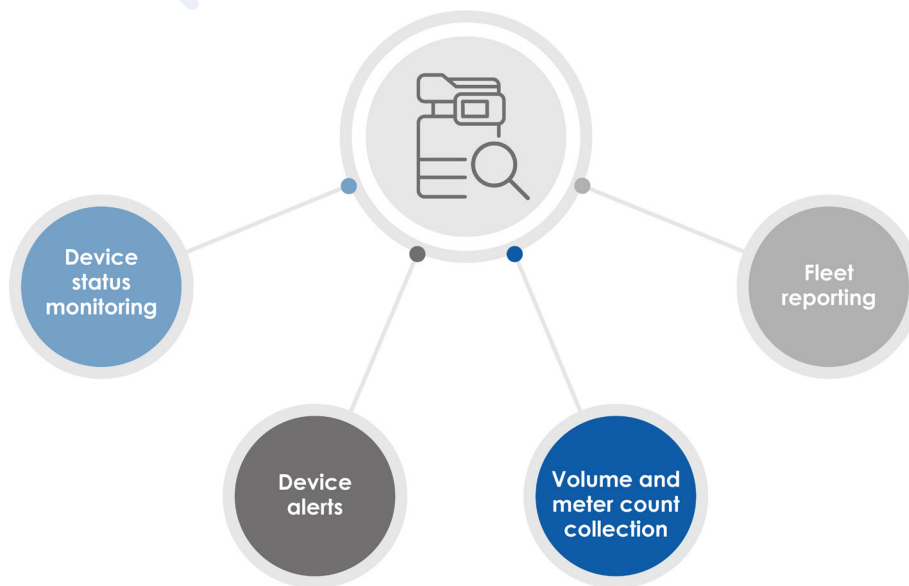 Device
status
monitoring
Device
alerts
Volume and
meter count
collection
Fleet
reporting